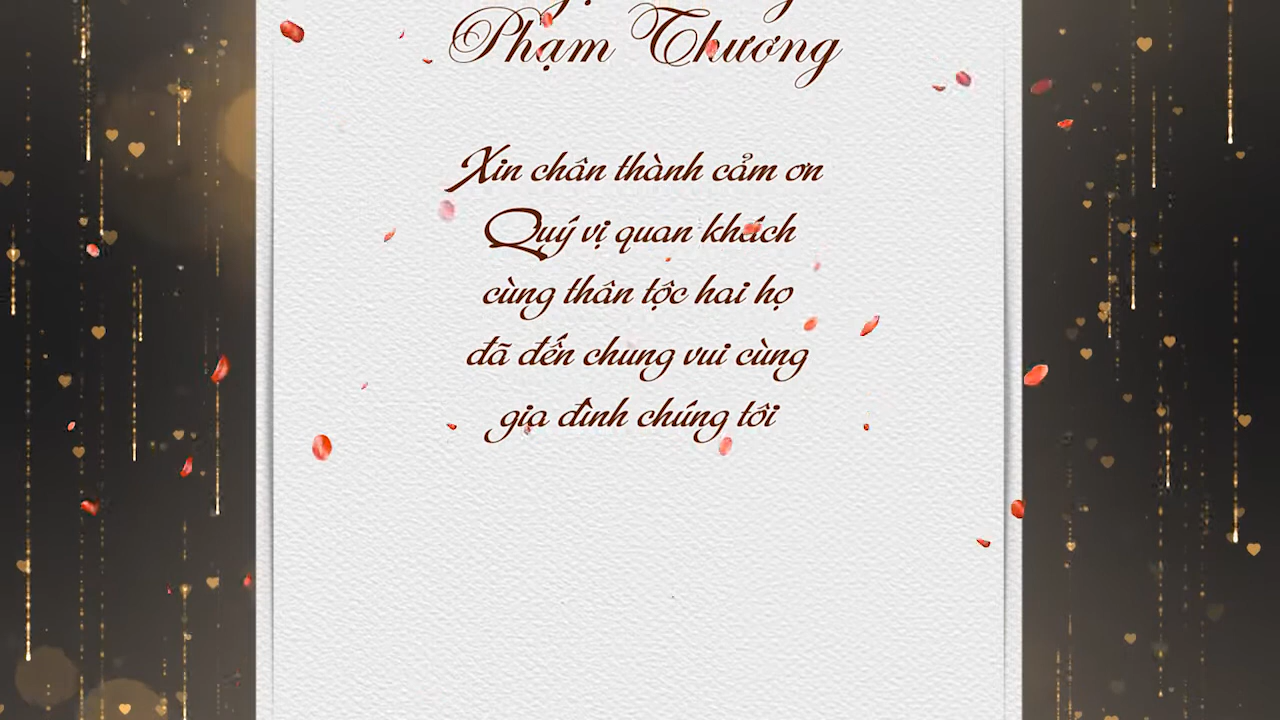 Phạm Thương
Xin chân thành cảm ơn
Quý vị quan khách
cùng thân tộc hai họ
đã đến chung vui cùng
gia đình chúng tôi